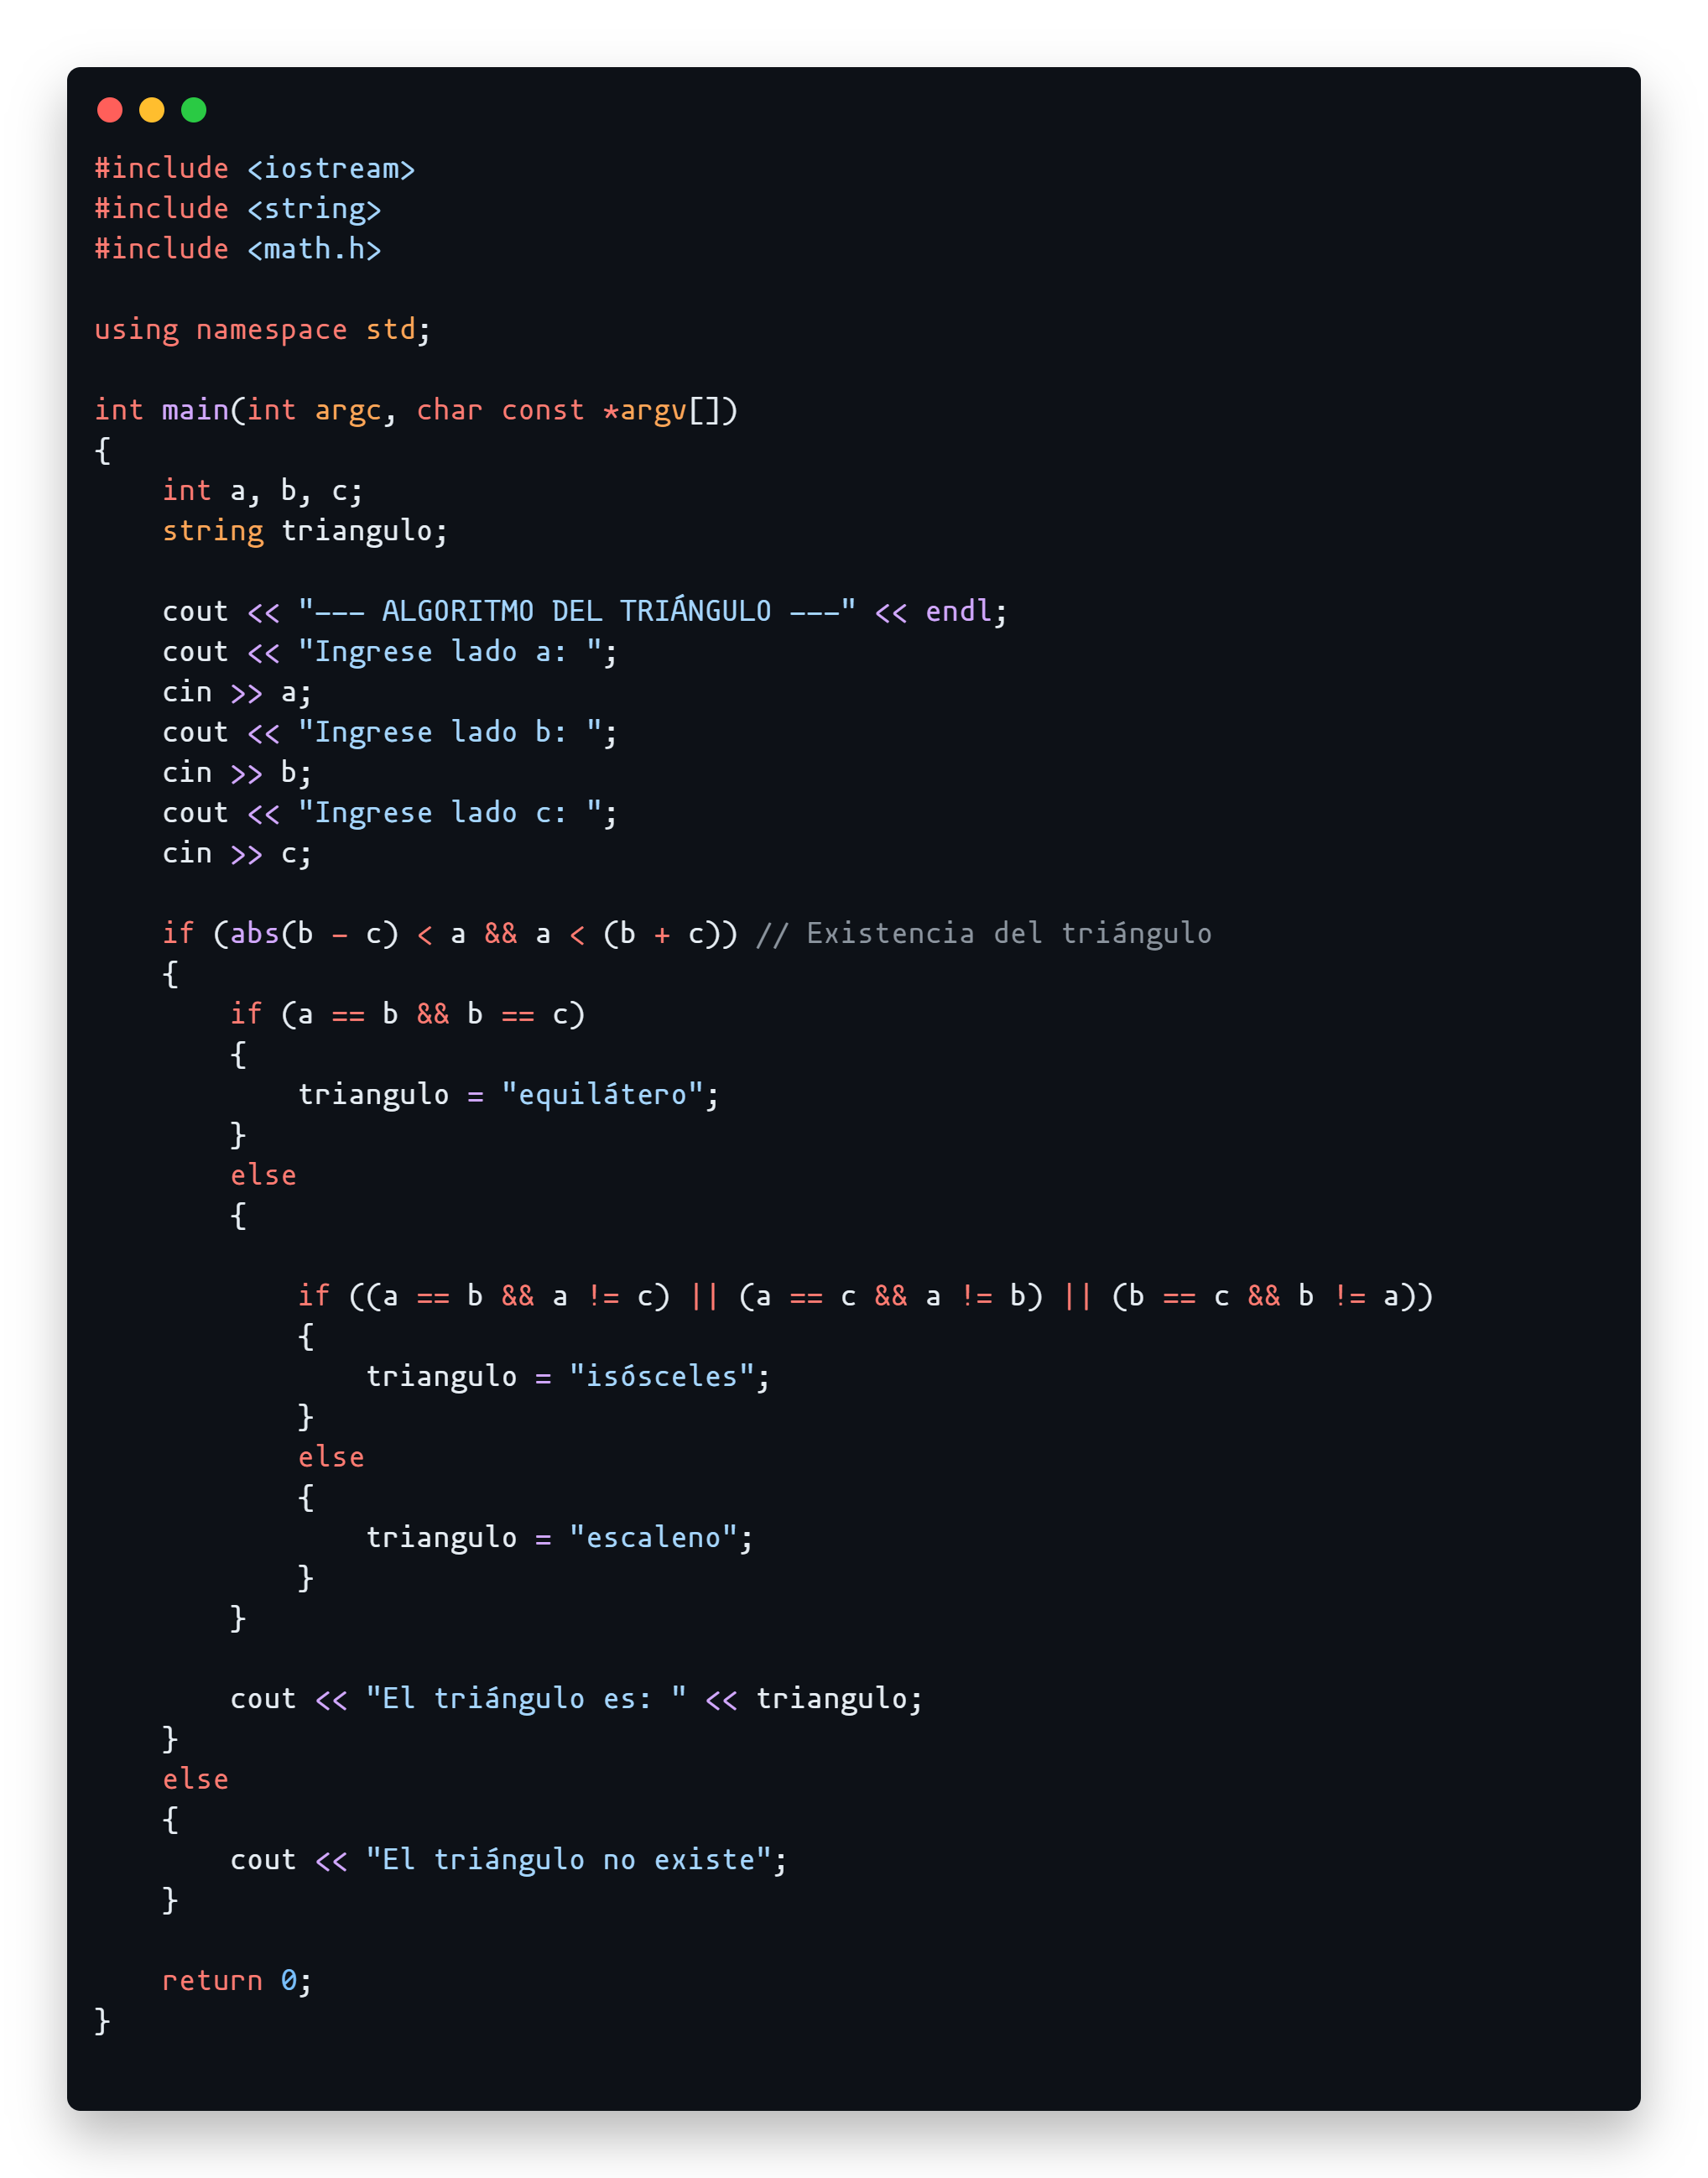 #include <iostream>
#include <string>
#include <math.h>

using namespace std;

int main(int argc, char const *argv[])
{
    int a, b, c;
    string triangulo;

    cout << "--- ALGORITMO DEL TRIÁNGULO ---" << endl;
    cout << "Ingrese lado a: ";
    cin >> a;
    cout << "Ingrese lado b: ";
    cin >> b;
    cout << "Ingrese lado c: ";
    cin >> c;

    if (abs(b - c) < a && a < (b + c)) // Existencia del triángulo
    {
        if (a == b && b == c)
        {
            triangulo = "equilátero";
        }
        else
        {

            if ((a == b && a != c) || (a == c && a != b) || (b == c && b != a))
            {
                triangulo = "isósceles";
            }
            else
            {
                triangulo = "escaleno";
            }
        }

        cout << "El triángulo es: " << triangulo;
    }
    else
    {
        cout << "El triángulo no existe";
    }

    return 0;
}